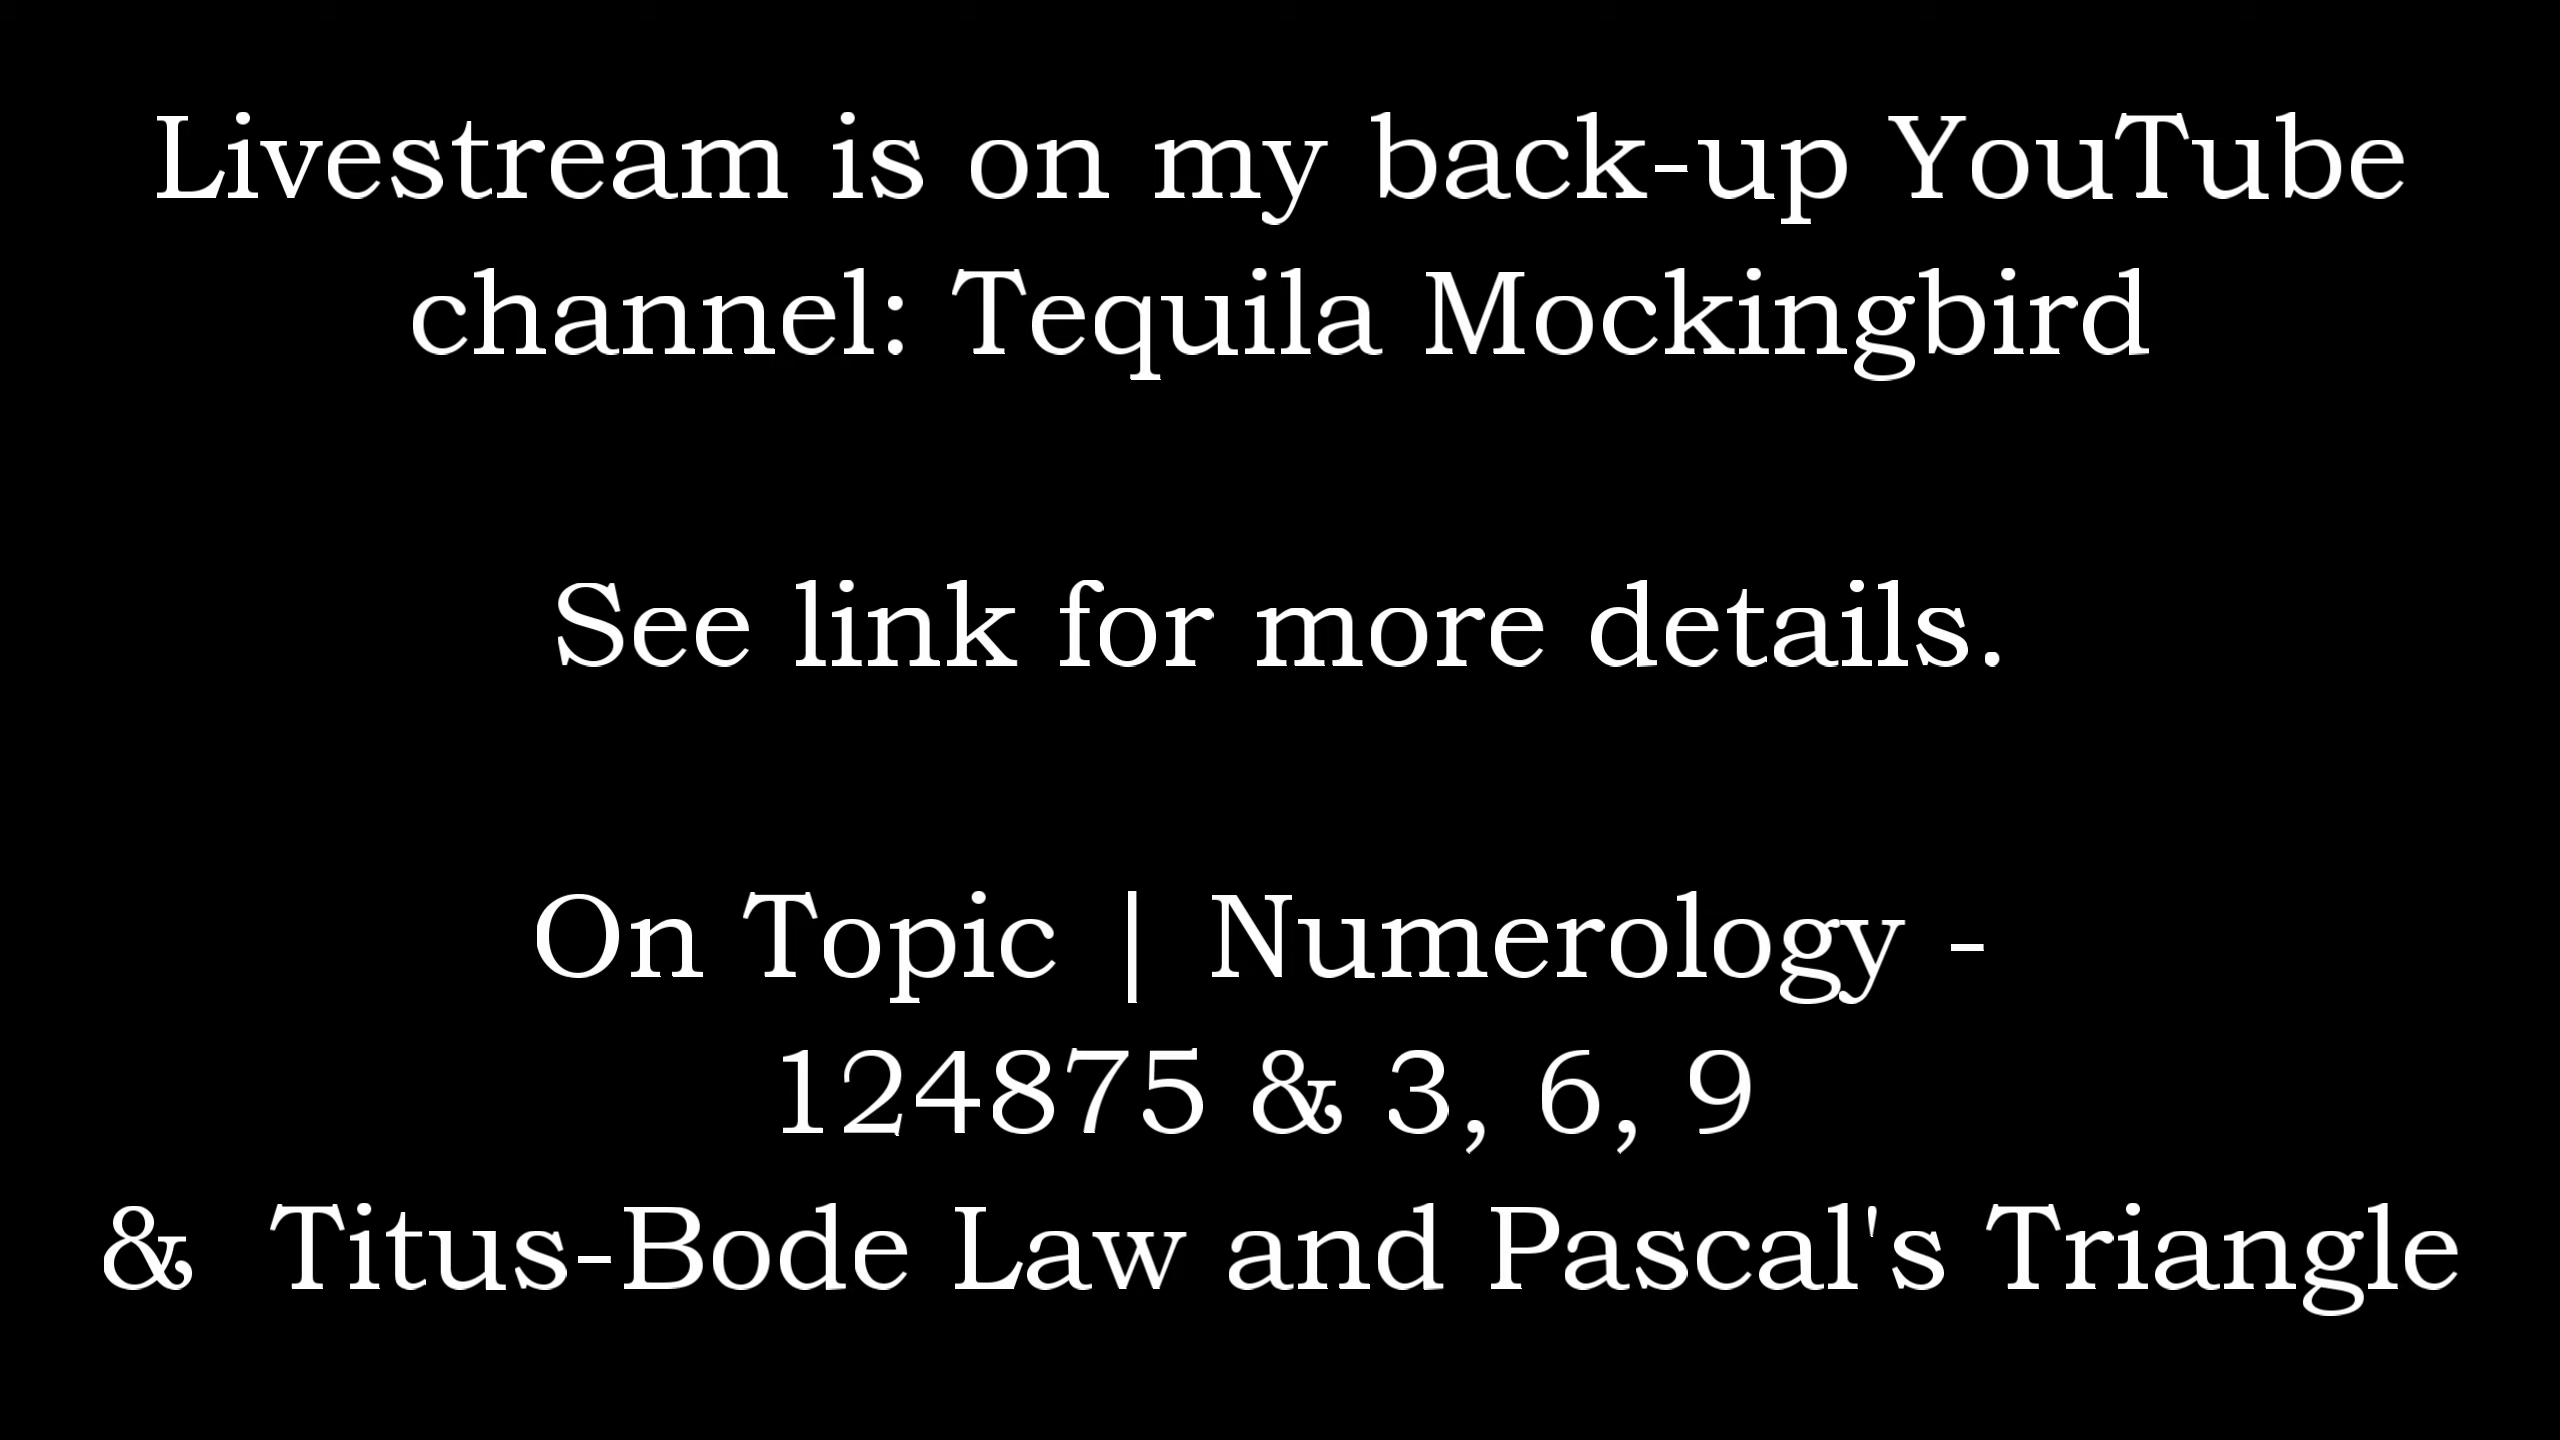 Livestream is on my back-up YouTube
channel: Tequila Mockingbird
See link for more details.
On Topic | Numerology -
124875 & 3, 6, 9
& Titus-Bode Law and Pascal's Triangle